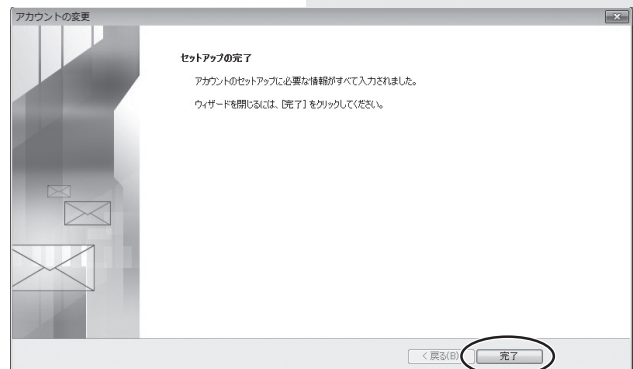 アカウントの変更
セットアップの完了
アカウントのセットアップに必要な情報がすべて入力されました。
ウィザードを閉じるには、[完了] をクリックしてください。
< 戻る(B)
完了